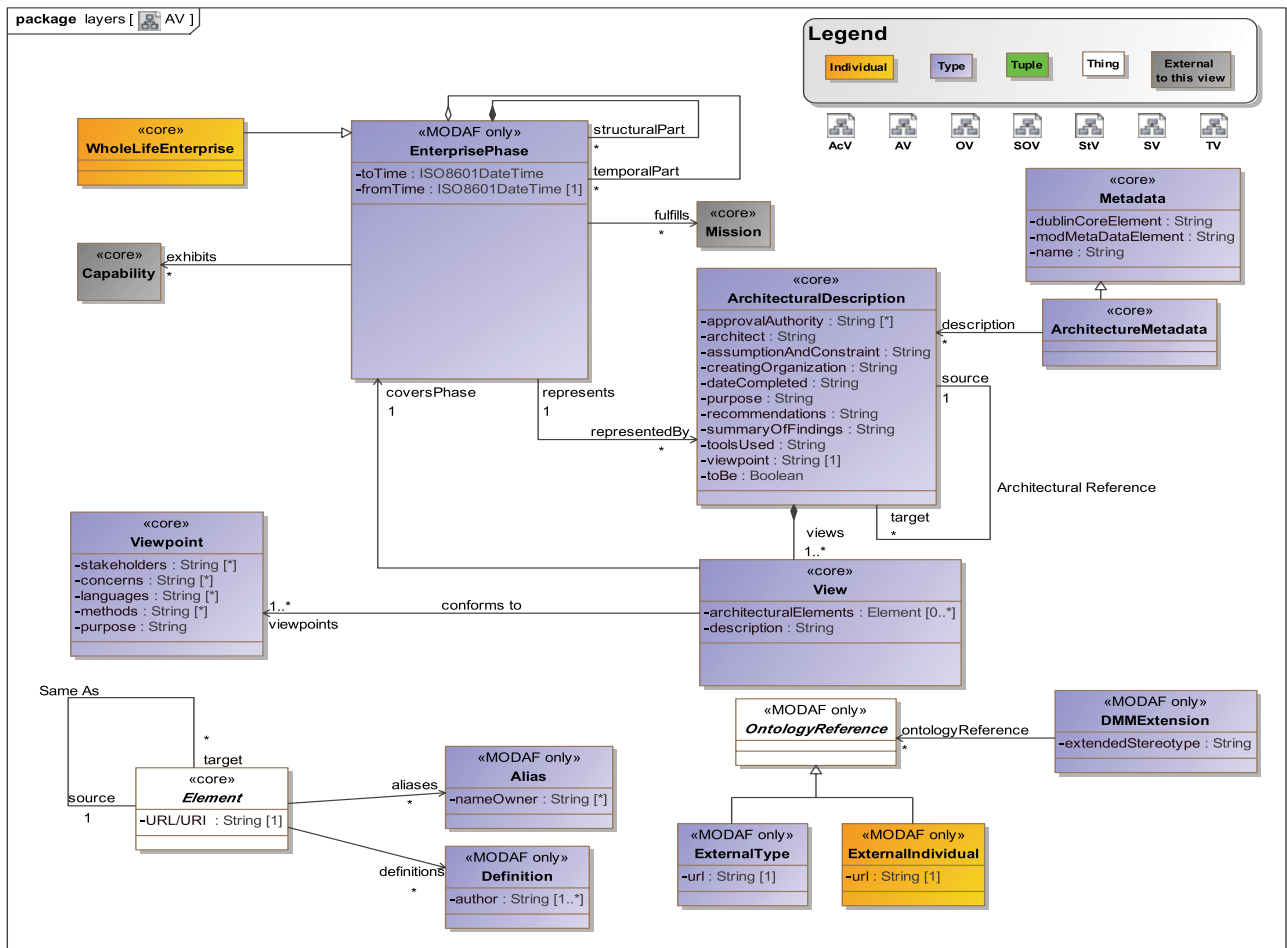 package layers [ AV ]
Legend
Individual
Type
Tuple
Thing
External
to this view
AcV
AV
OV
SOV
StV
SV
TV
«core»
WholeLifeEnterprise
«MODAF only»
EnterprisePhase
-toTime : ISO8601DateTime
-fromTime : ISO8601DateTime [1]
structuralPart
*
temporalPart
*
fulfills
*
«core»
Mission
«core»
Capability
exhibits
*
«core»
Metadata
-dublinCoreElement : String
-modMetaDataElement : String
-name : String
«core»
ArchitectureMetadata
description
*
«core»
ArchitecturalDescription
-approvalAuthority : String [*]
-architect : String
-assumptionAndConstraint : String
-creatingOrganization : String
-dateCompleted : String
-purpose : String
-recommendations : String
-summaryOfFindings : String
-toolsUsed : String
-viewpoint : String [1]
-toBe : Boolean
source
1
Architectural Reference
target
*
coversPhase
1
represents
1
representedBy
*
views
1..*
«core»
Viewpoint
-stakeholders : String [*]
-concerns : String [*]
-languages : String [*]
-methods : String [*]
-purpose : String
1..*
viewpoints
conforms to
«core»
View
-architecturalElements : Element [0..*]
-description : String
Same As
*
target
source
1
«core»
Element
-URL/URI : String [1]
aliases
*
«MODAF only»
Alias
-nameOwner : String [*]
definitions
*
«MODAF only»
Definition
-author : String [1..*]
«MODAF only»
OntologyReference
ontologyReference
*
«MODAF only»
DMMExtension
-extendedStereotype : String
«MODAF only»
ExternalType
-url : String [1]
«MODAF only»
ExternalIndividual
-url : String [1]